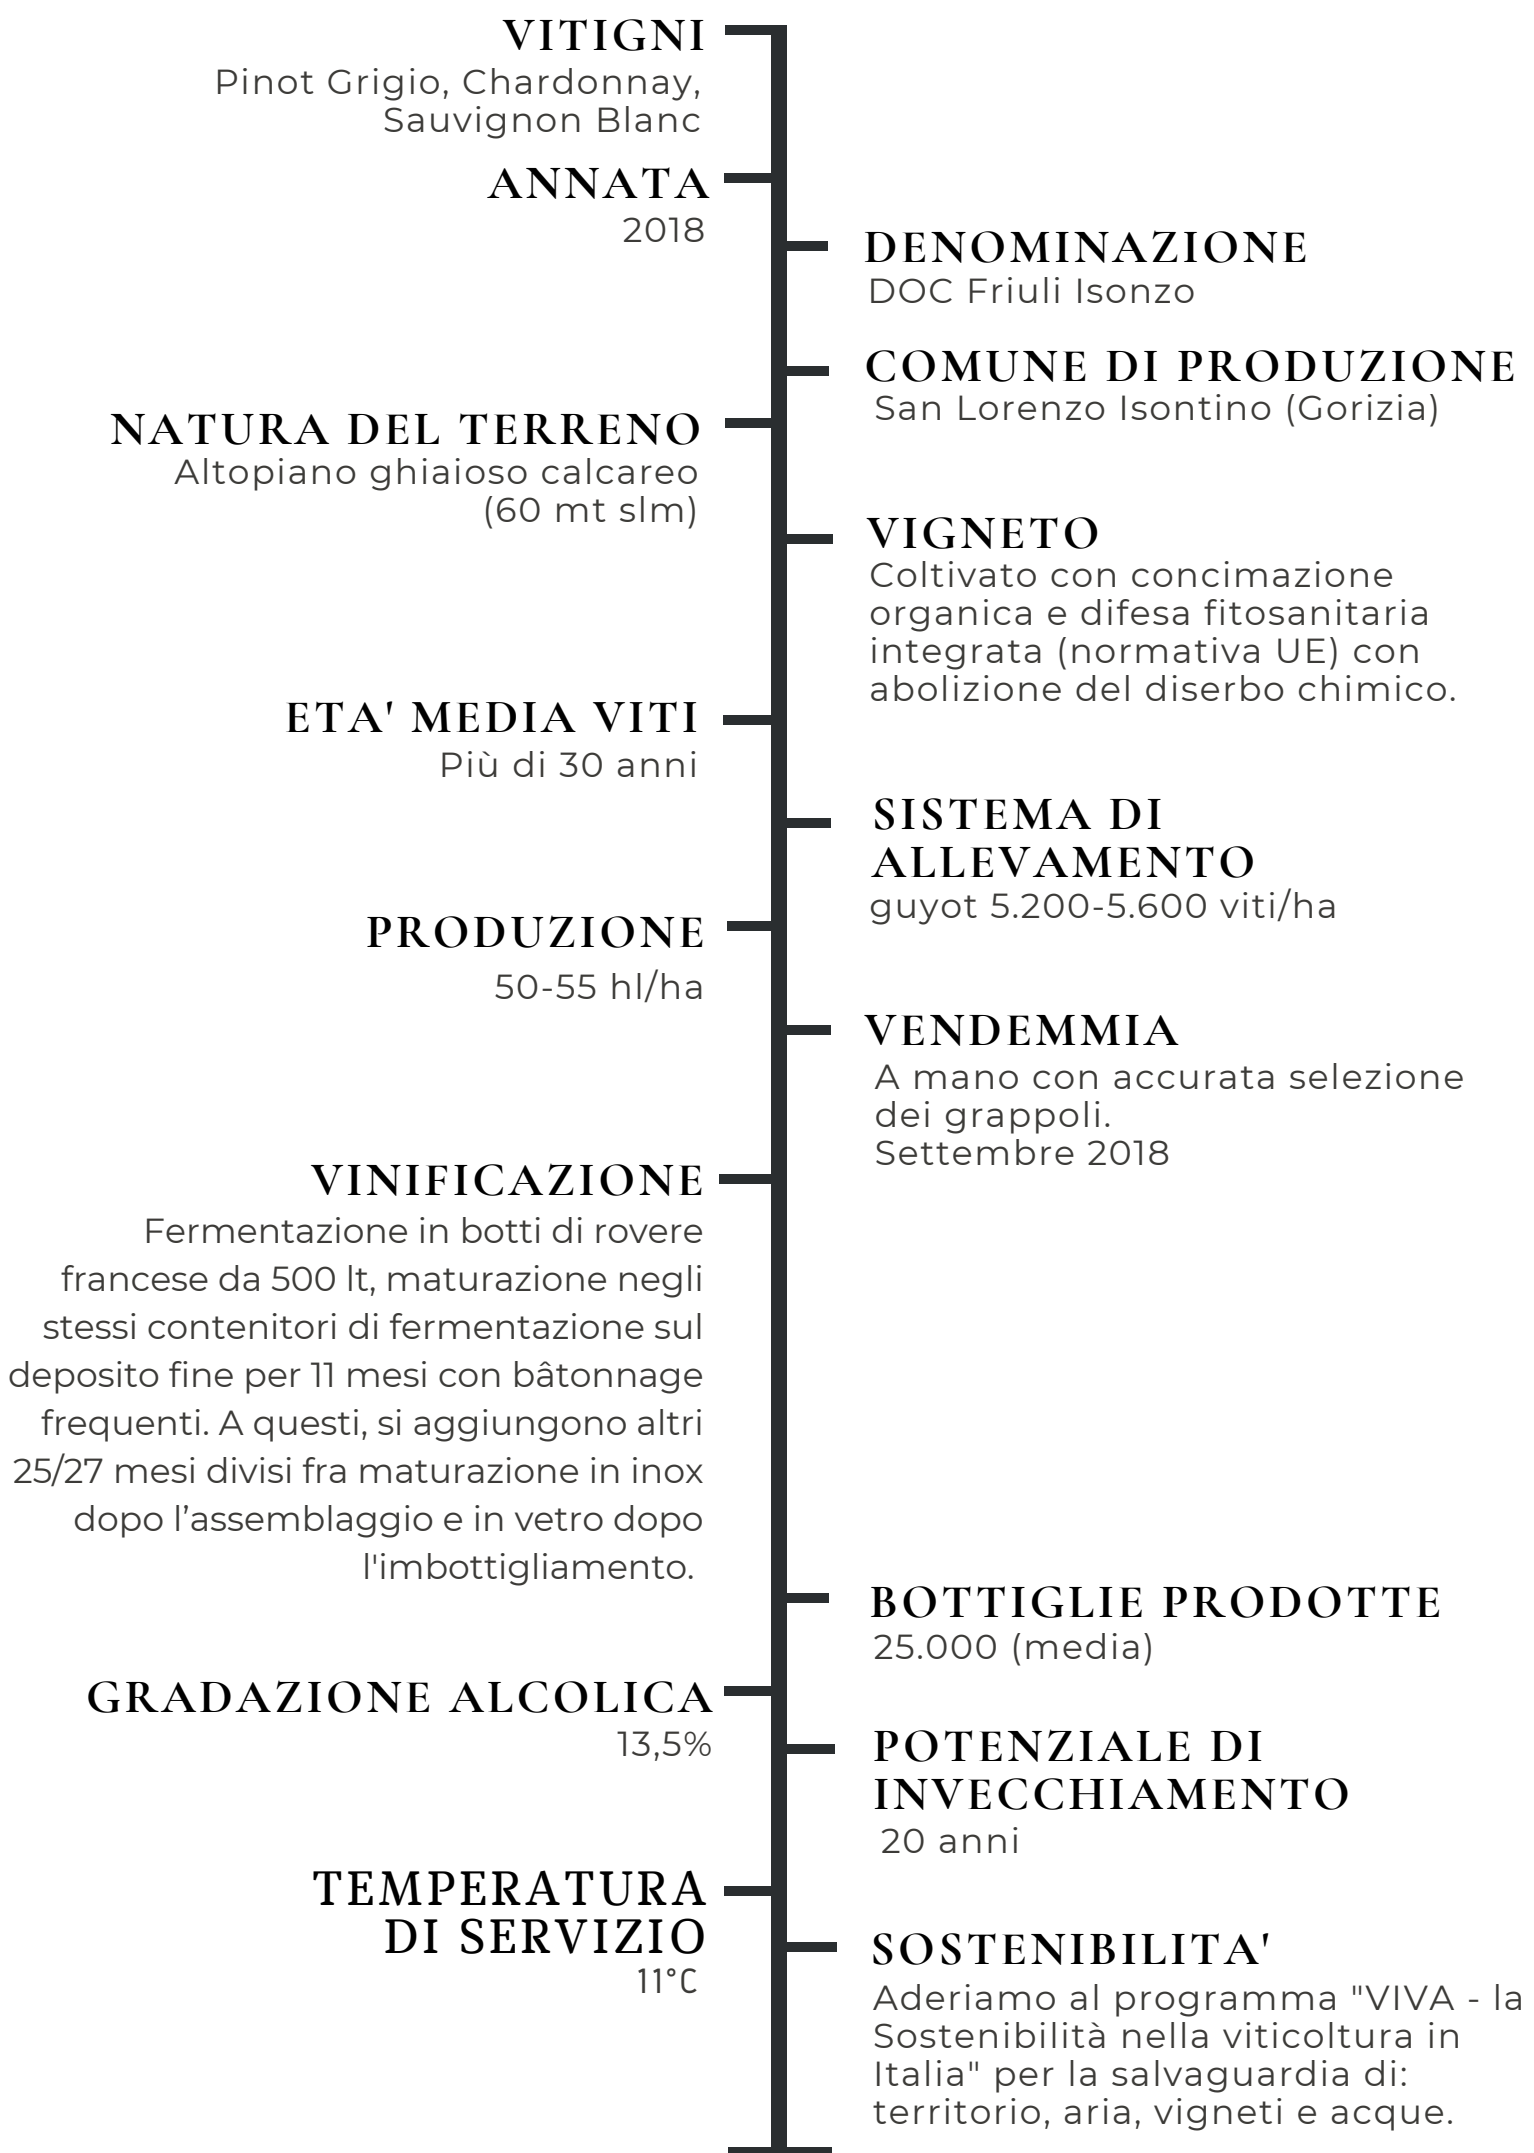 VITIGNI
Pinot Grigio, Chardonnay,
Sauvignon Blanc
ANNATA
2018
DENOMINAZIONE
DOC Friuli Isonzo
COMUNE DI PRODUZIONE
San Lorenzo Isontino (Gorizia)
NATURA DEL TERRENO
Altopiano ghiaioso calcareo
(60 mt slm)
VIGNETO
Coltivato con concimazione
organica e difesa fitosanitaria
integrata (normativa UE) con
abolizione del diserbo chimico.
ETA' MEDIA VITI
Più di 30 anni
SISTEMA DI
ALLEVAMENTO
guyot 5.200-5.600 viti/ha
PRODUZIONE
50-55 hl/ha
VENDEMMIA
A mano con accurata selezione
dei grappoli.
Settembre 2018
VINIFICAZIONE
Fermentazione in botti di rovere
francese da 500 lt, maturazione negli
stessi contenitori di fermentazione sul
deposito fine per 11 mesi con bâtonnage
frequenti. A questi, si aggiungono altri
25/27 mesi divisi fra maturazione in inox
dopo l’assemblaggio e in vetro dopo
l'imbottigliamento.
BOTTIGLIE PRODOTTE
25.000 (media)
GRADAZIONE ALCOLICA
13,5%
POTENZIALE DI
INVECCHIAMENTO
20 anni
TEMPERATURA
DI SERVIZIO
11°C
SOSTENIBILITA'
Aderiamo al programma "VIVA - la
Sostenibilità nella viticoltura in
Italia" per la salvaguardia di:
territorio, aria, vigneti e acque.